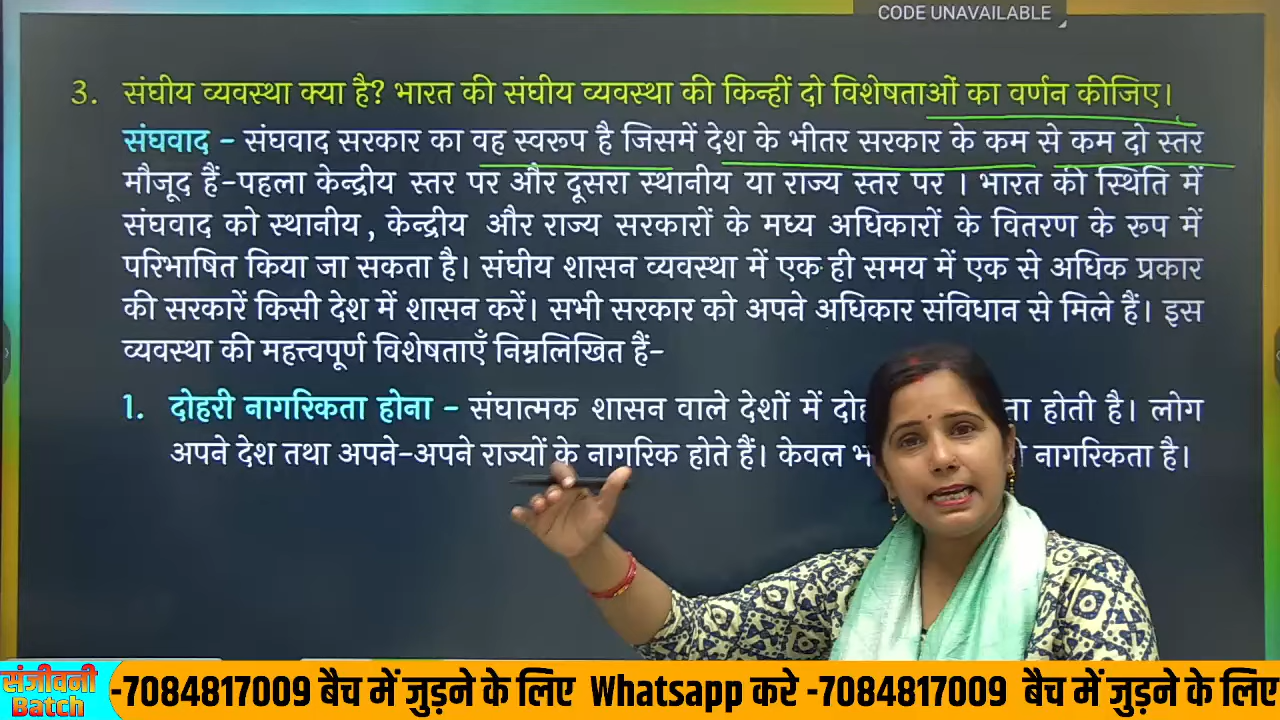 CODE UNAVAILABLE
3. संघीय व्यवस्था क्या है? भारत की संघीय व्यवस्था की किन्हीं दो विशेषताओं का वर्णन कीजिए।
संघवाद – संघवाद सरकार का वह स्वरूप है जिसमें देश के भीतर सरकार के कम से कम दो स्तर
मौजूद हैं-पहला केन्द्रीय स्तर पर और दूसरा स्थानीय या राज्य स्तर पर । भारत की स्थिति में
संघवाद को स्थानीय, केन्द्रीय और राज्य सरकारों के मध्य अधिकारों के वितरण के रूप में
परिभाषित किया जा सकता है। संघीय शासन व्यवस्था में एक ही समय में एक से अधिक प्रकार
की सरकारें किसी देश में शासन करें। सभी सरकार को अपने अधिकार संविधान से मिले हैं। इस
व्यवस्था की महत्त्वपूर्ण विशेषताएँ निम्नलिखित हैं-
1. दोहरी नागरिकता होना – संघात्मक शासन वाले देशों में होती है। लोग
अपने देश तथा अपने-अपने राज्यों के नागरिक होते हैं। केवल नागरिकता है।
संजीवनी
Batch
-7084817009 बैच में जुड़ने के लिए Whatsapp करे -7084817009 बैच में जुड़ने के लिए